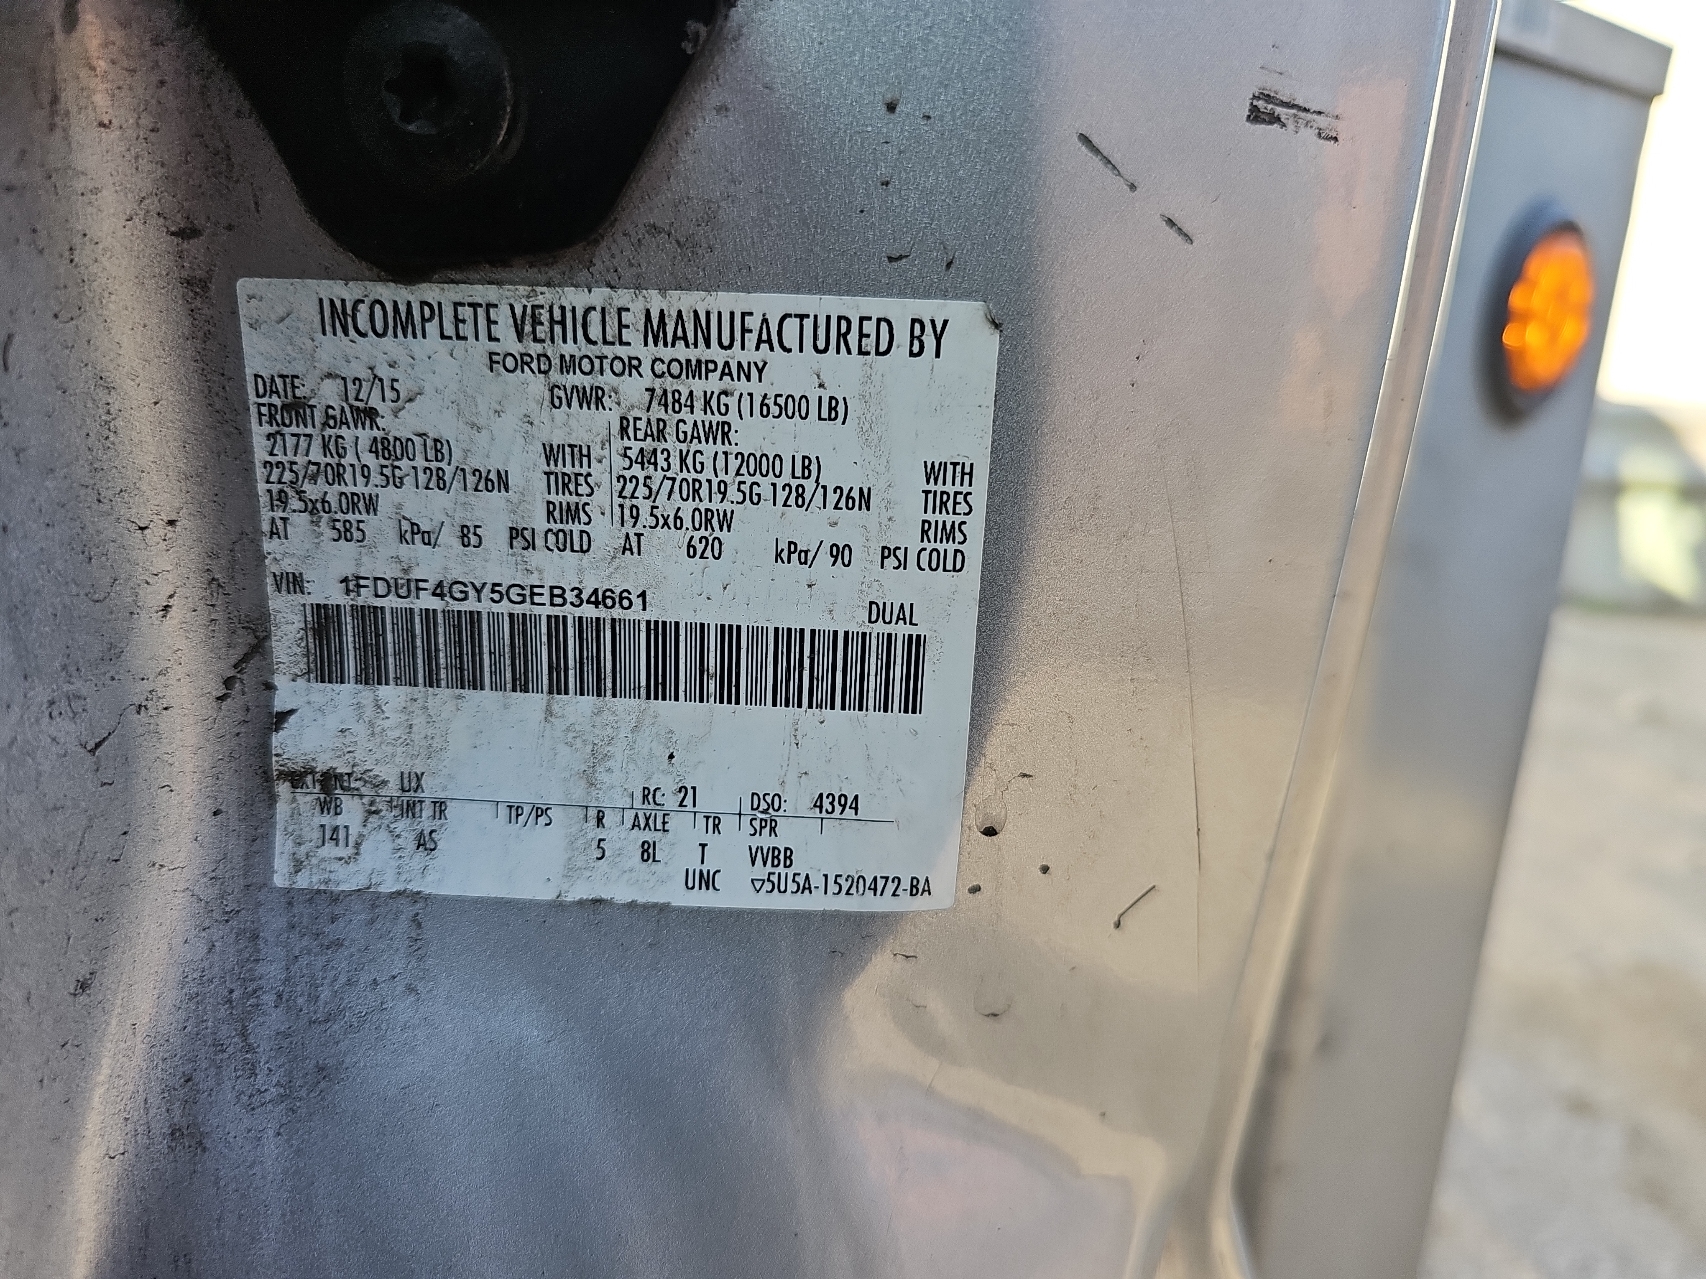 INCOMPLETE VEHICLE MANUFACTURED BY
FORD MOTOR COMPANY
DATE: 12/15 GVWR: 7484 KG (16500 LB)
FRONT GAWR: REAR GAWR:
2177 KG ( 4800 LB) WITH 5443 KG (12000 LB) WITH
225/70R19.5G 128/126N TIRES 225/70R19.5G 128/126N TIRES
19.5x6.0RW RIMS 19.5x6.0RW RIMS
AT 585 kPa/ 85 PSI COLD AT 620 kPa/ 90 PSI COLD
VIN: 1FDUF4GY5GEB34661
DUAL
EXT PNT: UX RC: 21 DSO: 4394
WB INT TR TP/PS R AXLE TR SPR
141 AS 5 8L T VVBB
UNC ▽5U5A-1520472-BA